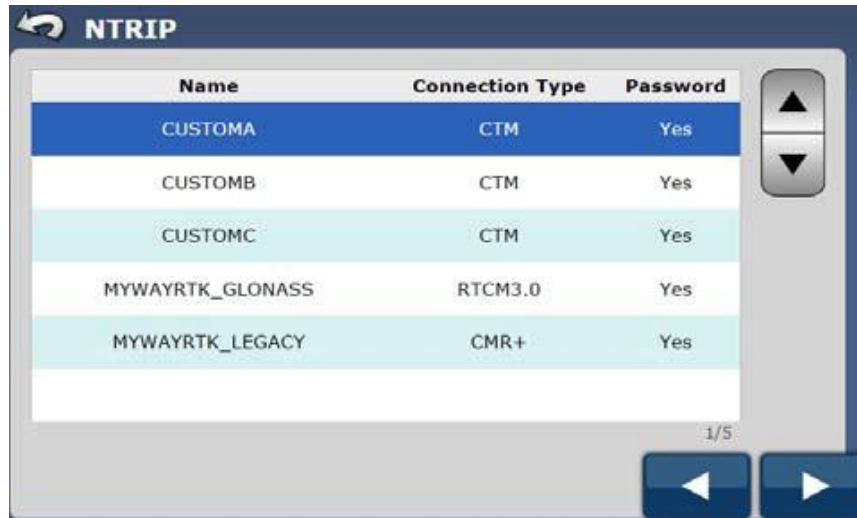 NTRIP
Name Connection Type Password
CUSTOMA CTM Yes
CUSTOMB CTM Yes
CUSTOMC CTM Yes
MYWAYRTK_GLONASS RTCM3.0 Yes
MYWAYRTK_LEGACY CMR+ Yes
1/5